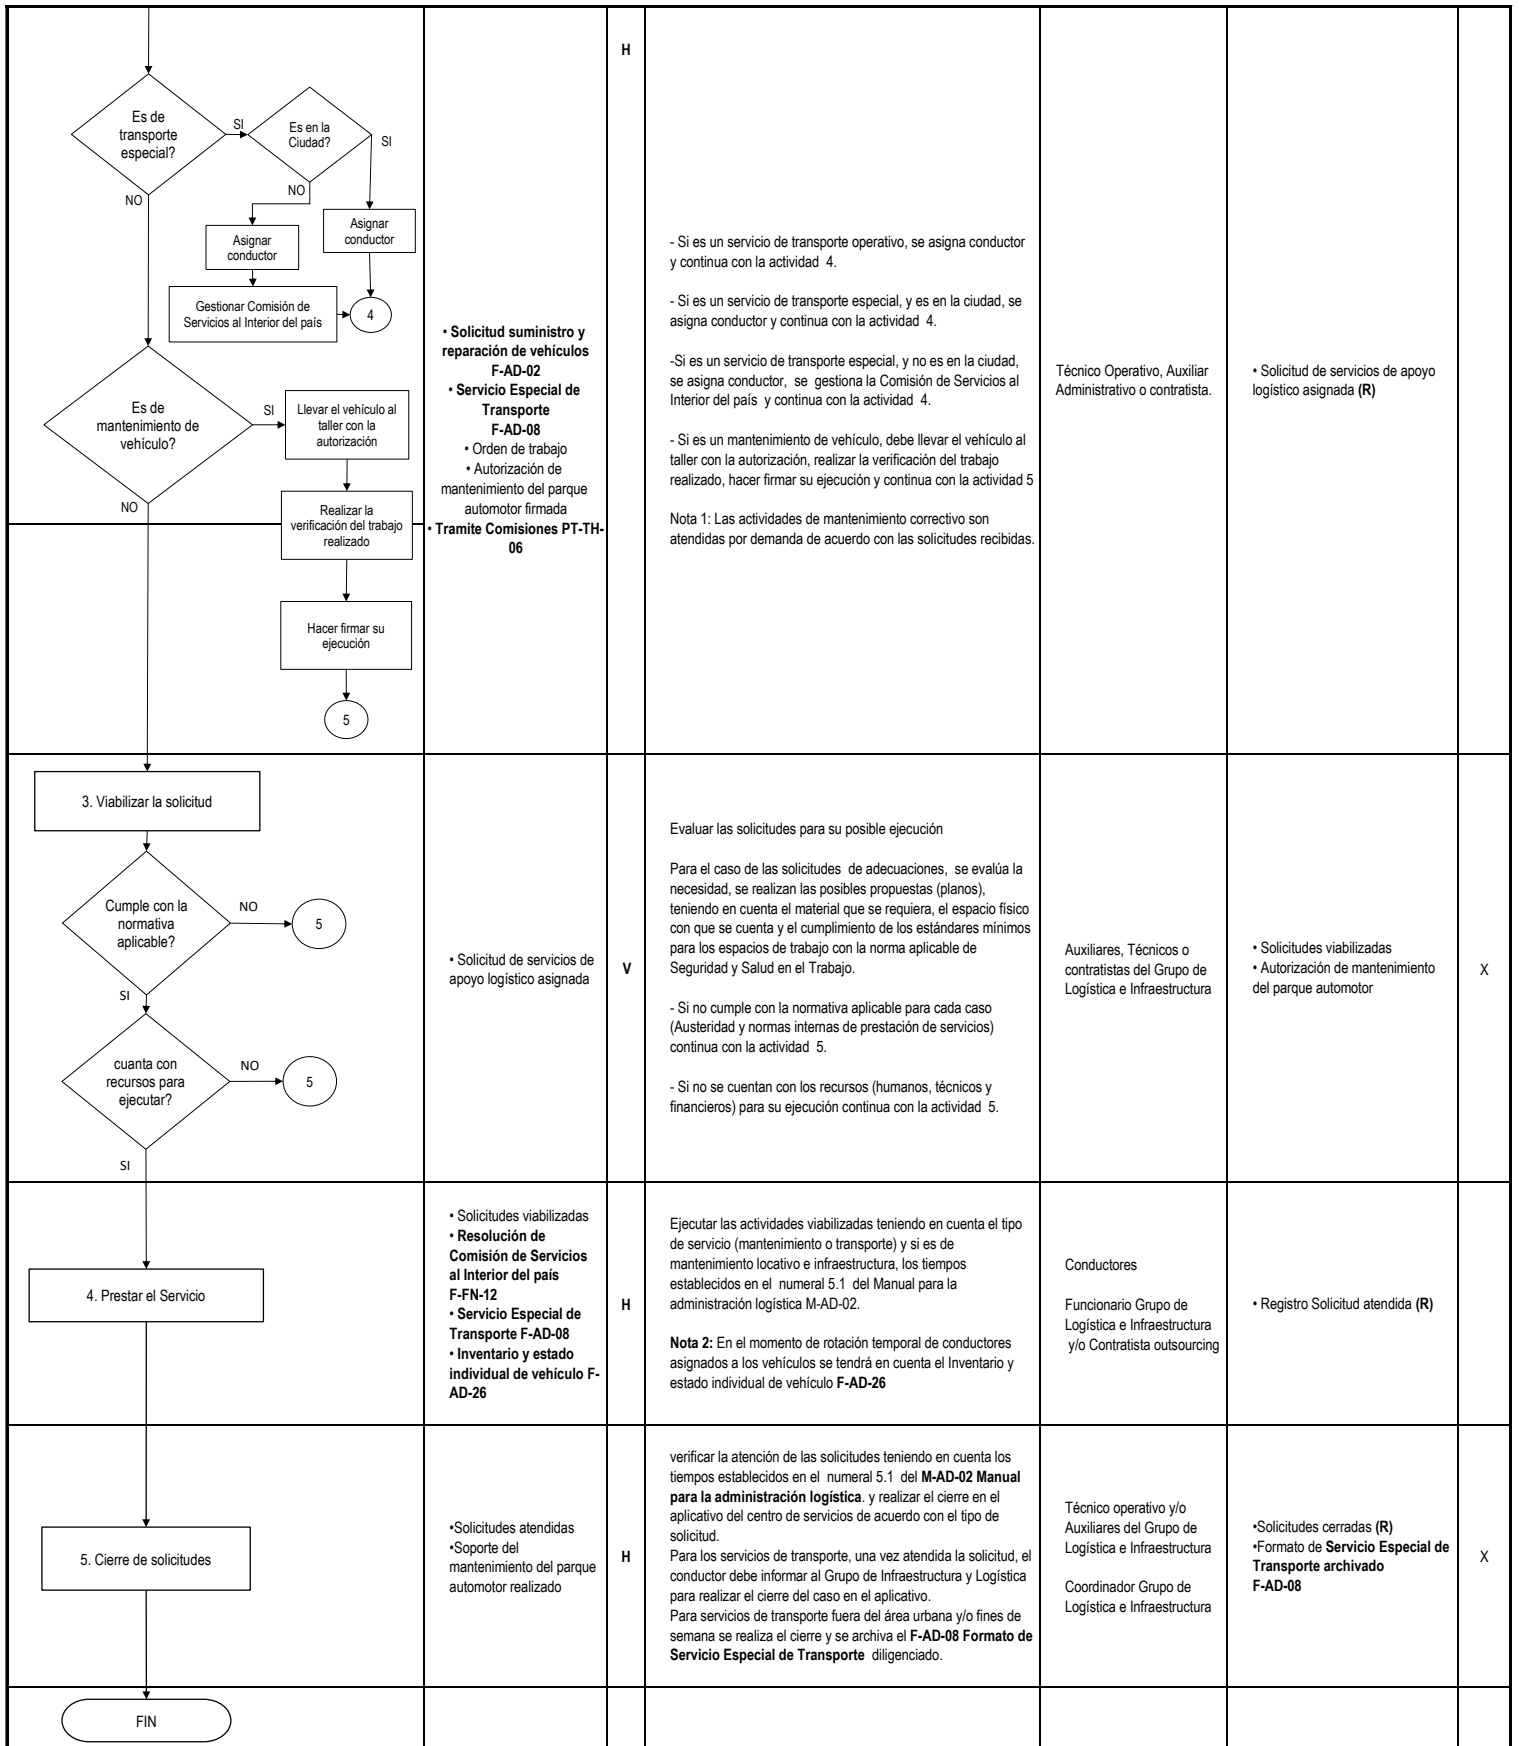 H
Es de
transporte
especial?
SI
Es en la
Ciudad?
SI
NO
NO
Asignar
conductor
Asignar
conductor
Gestionar Comisión de
Servicios al Interior del país
4
Es de
mantenimiento de
vehículo?
SI
Llevar el vehículo al
taller con la
autorización
NO
Realizar la
verificación del trabajo
realizado
Hacer firmar su
ejecución
5
• Solicitud suministro y
reparación de vehículos
F-AD-02
• Servicio Especial de
Transporte
F-AD-08
• Orden de trabajo
• Autorización de
mantenimiento del parque
automotor firmada
• Tramite Comisiones PT-TH-
06
- Si es un servicio de transporte operativo, se asigna conductor
y continua con la actividad 4.
- Si es un servicio de transporte especial, y es en la ciudad, se
asigna conductor y continua con la actividad 4.
-Si es un servicio de transporte especial, y no es en la ciudad,
se asigna conductor, se gestiona la Comisión de Servicios al
Interior del país y continua con la actividad 4.
- Si es un mantenimiento de vehículo, debe llevar el vehículo al
taller con la autorización, realizar la verificación del trabajo
realizado, hacer firmar su ejecución y continua con la actividad 5
Nota 1: Las actividades de mantenimiento correctivo son
atendidas por demanda de acuerdo con las solicitudes recibidas.
Técnico Operativo, Auxiliar
Administrativo o contratista.
• Solicitud de servicios de apoyo
logístico asignada (R)
3. Viabilizar la solicitud
Cumple con la
normativa
aplicable?
NO
5
SI
cuanta con
recursos para
ejecutar?
NO
5
SI
• Solicitud de servicios de
apoyo logístico asignada
V
Evaluar las solicitudes para su posible ejecución
Para el caso de las solicitudes de adecuaciones, se evalúa la
necesidad, se realizan las posibles propuestas (planos),
teniendo en cuenta el material que se requiera, el espacio físico
con que se cuenta y el cumplimiento de los estándares mínimos
para los espacios de trabajo con la norma aplicable de
Seguridad y Salud en el Trabajo.
- Si no cumple con la normativa aplicable para cada caso
(Austeridad y normas internas de prestación de servicios)
continua con la actividad 5.
- Si no se cuentan con los recursos (humanos, técnicos y
financieros) para su ejecución continua con la actividad 5.
Auxiliares, Técnicos o
contratistas del Grupo de
Logística e Infraestructura
• Solicitudes viabilizadas
• Autorización de mantenimiento
del parque automotor
X
4. Prestar el Servicio
• Solicitudes viabilizadas
• Resolución de
Comisión de Servicios
al Interior del país
F-FN-12
• Servicio Especial de
Transporte F-AD-08
• Inventario y estado
individual de vehículo F-
AD-26
H
Ejecutar las actividades viabilizadas teniendo en cuenta el tipo
de servicio (mantenimiento o transporte) y si es de
mantenimiento locativo e infraestructura, los tiempos
establecidos en el numeral 5.1 del Manual para la
administración logística M-AD-02.
Nota 2: En el momento de rotación temporal de conductores
asignados a los vehículos se tendrá en cuenta el Inventario y
estado individual de vehículo F-AD-26
Conductores
Funcionario Grupo de
Logística e Infraestructura
y/o Contratista outsourcing
• Registro Solicitud atendida (R)
5. Cierre de solicitudes
•Solicitudes atendidas
•Soporte del
mantenimiento del parque
automotor realizado
H
verificar la atención de las solicitudes teniendo en cuenta los
tiempos establecidos en el numeral 5.1 del M-AD-02 Manual
para la administración logística. y realizar el cierre en el
aplicativo del centro de servicios de acuerdo con el tipo de
solicitud.
Para los servicios de transporte, una vez atendida la solicitud, el
conductor debe informar al Grupo de Infraestructura y Logística
para realizar el cierre del caso en el aplicativo.
Para servicios de transporte fuera del área urbana y/o fines de
semana se realiza el cierre y se archiva el F-AD-08 Formato de
Servicio Especial de Transporte diligenciado.
Técnico operativo y/o
Auxiliares del Grupo de
Logística e Infraestructura
Coordinador Grupo de
Logística e Infraestructura
•Solicitudes cerradas (R)
•Formato de Servicio Especial de
Transporte archivado
F-AD-08
X
FIN